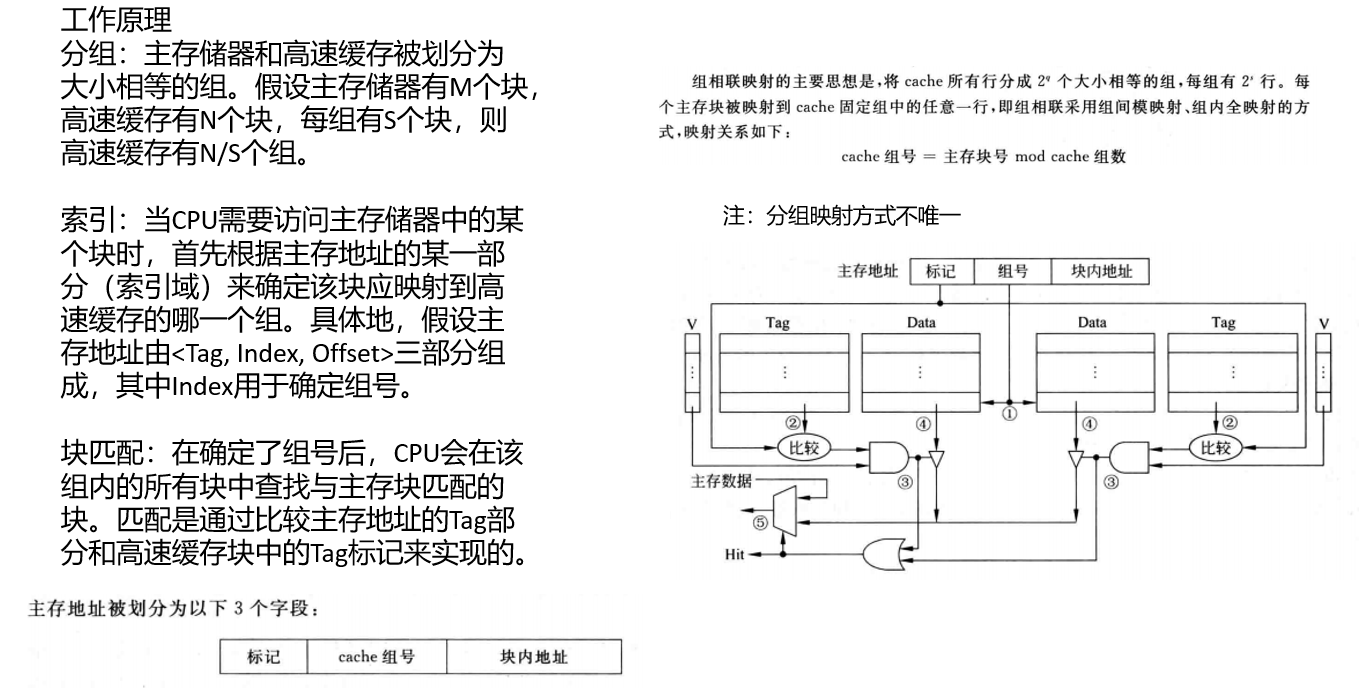 工作原理
分组：主存储器和高速缓存被划分为
大小相等的组。假设主存储器有M个块，
高速缓存有N个块，每组有S个块，则
高速缓存有N/S个组。
索引：当CPU需要访问主存储器中的某
个块时，首先根据主存地址的某一部
分（索引域）来确定该块应映射到高
速缓存的哪一个组。具体地，假设主
存地址由<Tag, Index, Offset>三部分组
成，其中Index用于确定组号。
块匹配：在确定了组号后，CPU会在该
组内的所有块中查找与主存块匹配的
块。匹配是通过比较主存地址的Tag部
分和高速缓存块中的Tag标记来实现的。
主存地址被划分为以下 3 个字段：
标记 cache 组号 块内地址
组相联映射的主要思想是，将 cache 所有行分成 2^q 个大小相等的组，每组有 2^s 行。每
个主存块被映射到 cache 固定组中的任意一行，即组相联采用组间模映射、组内全映射的方
式，映射关系如下：
cache 组号 = 主存块号 mod cache 组数
注：分组映射方式不唯一
主存地址 标记 组号 块内地址
V Tag Data Data Tag V
⋮ ⋮ ⋮ ⋮ ⋮ ⋮
①
② ④ ④ ②
比较 比较
③ ③
主存数据
⑤
Hit